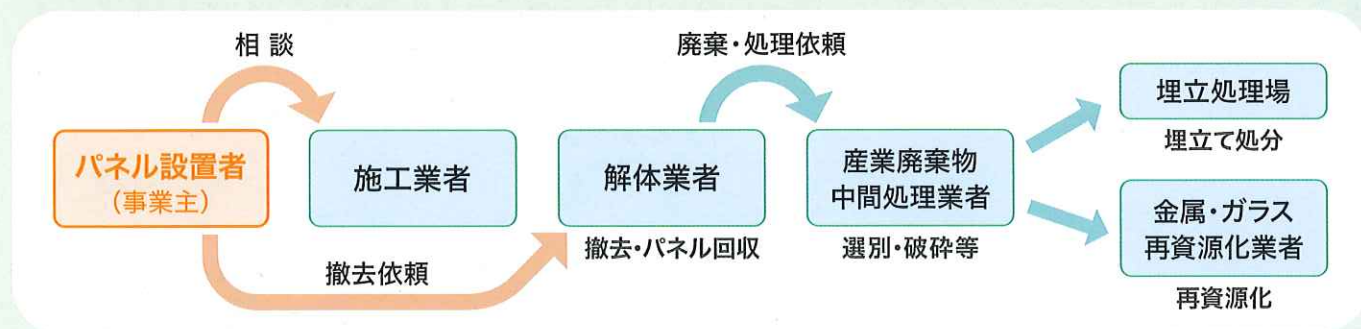 相談
廃棄・処理依頼
パネル設置者
(事業主)
施工業者
解体業者
撤去・パネル回収
産業廃棄物
中間処理業者
選別・破砕等
埋立処理場
埋立て処分
金属・ガラス
再資源化業者
再資源化
撤去依頼